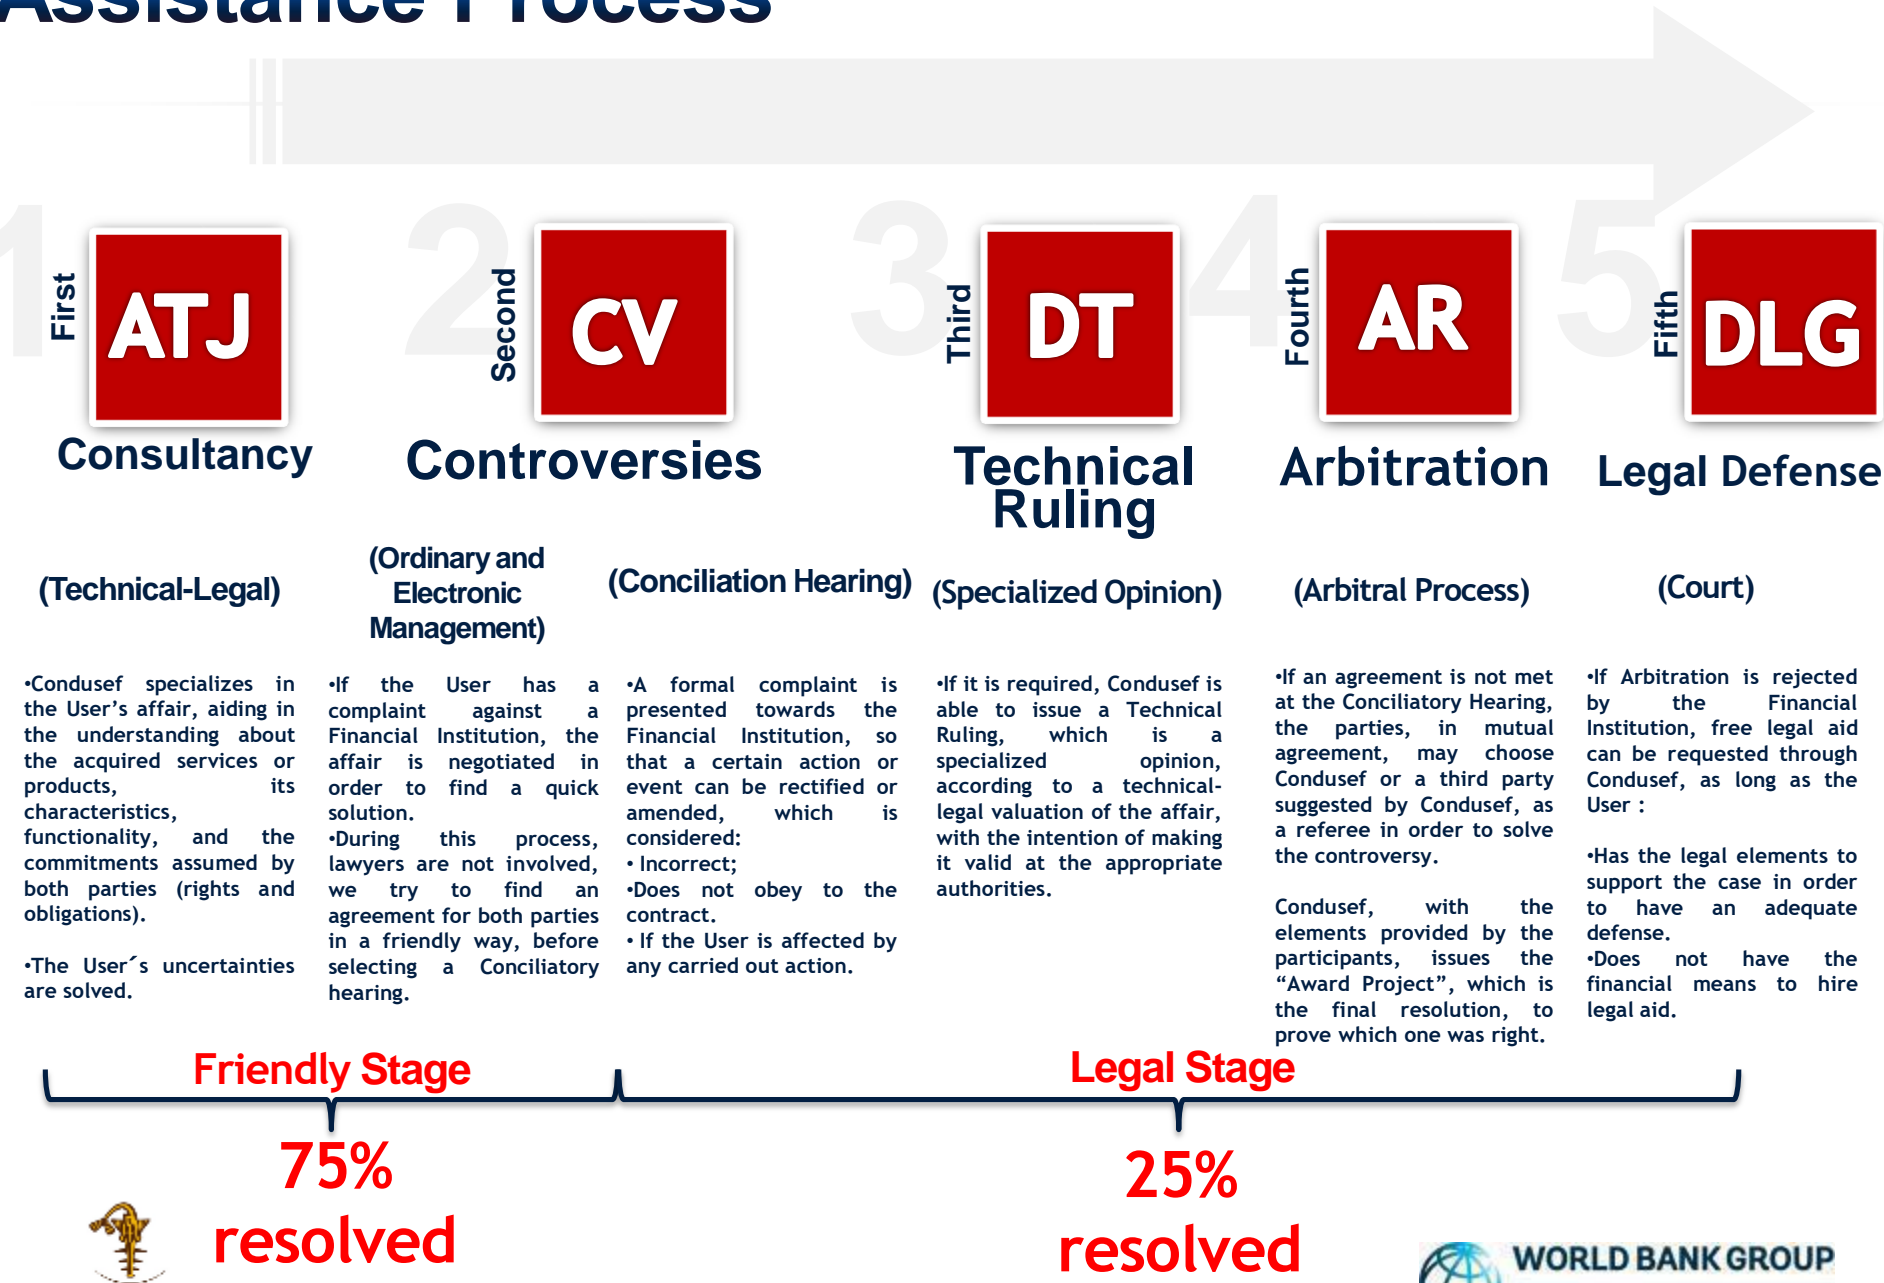 Assistance Process
1
First
ATJ
Consultancy
(Technical-Legal)
•Condusef specializes in
the User’s affair, aiding in
the understanding about
the acquired services or
products, its
characteristics,
functionality, and the
commitments assumed by
both parties (rights and
obligations).
•The User´s uncertainties
are solved.
2
Second
CV
Controversies
(Ordinary and
Electronic
Management)
•If the User has a
complaint against a
Financial Institution, the
affair is negotiated in
order to find a quick
solution.
•During this process,
lawyers are not involved,
we try to find an
agreement for both parties
in a friendly way, before
selecting a Conciliatory
hearing.
(Conciliation Hearing)
•A formal complaint is
presented towards the
Financial Institution, so
that a certain action or
event can be rectified or
amended, which is
considered:
• Incorrect;
•Does not obey to the
contract.
• If the User is affected by
any carried out action.
3
Third
DT
Technical
Ruling
(Specialized Opinion)
•If it is required, Condusef is
able to issue a Technical
Ruling, which is a
specialized opinion,
according to a technical-
legal valuation of the affair,
with the intention of making
it valid at the appropriate
authorities.
4
Fourth
AR
Arbitration
(Arbitral Process)
•If an agreement is not met
at the Conciliatory Hearing,
the parties, in mutual
agreement, may choose
Condusef or a third party
suggested by Condusef, as
a referee in order to solve
the controversy.
Condusef, with the
elements provided by the
participants, issues the
“Award Project”, which is
the final resolution, to
prove which one was right.
5
Fifth
DLG
Legal Defense
(Court)
•If Arbitration is rejected
by the Financial
Institution, free legal aid
can be requested through
Condusef, as long as the
User :
•Has the legal elements to
support the case in order
to have an adequate
defense.
•Does not have the
financial means to hire
legal aid.
Friendly Stage
75%
resolved
Legal Stage
25%
resolved
WORLD BANK GROUP